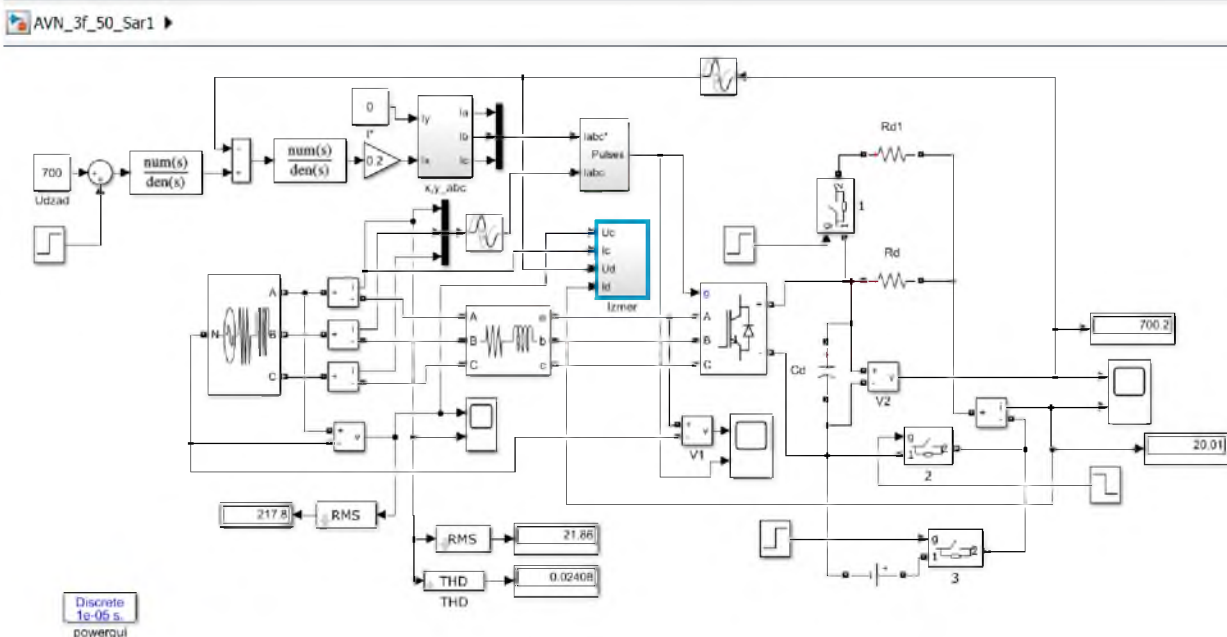 AVN_3f_50_Sar1
700
Udzad
num(s)
den(s)
num(s)
den(s)
0
I*
0.2
Iy
Ix
Ia
Ib
Ic
x,y_abc
Iabc*
Pulses
Iabc
Uc
Ic
Ud
Id
Izmer
Rd1
1
Rd
N
A
B
C
A
B
C
a
b
c
g
A
B
C
Cd
V2
V1
700.2
20.01
2
3
217.8
RMS
RMS
21.86
THD
THD
0.02408
Discrete
1e-05 s.
powergui